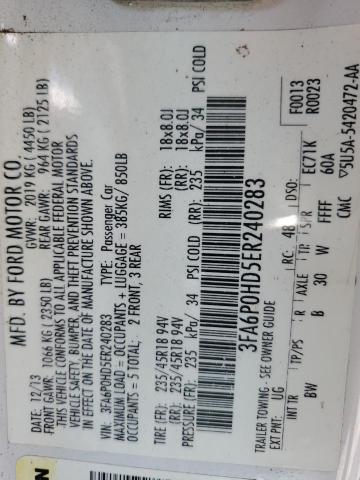 MFD. BY FORD MOTOR CO.
DATE: 12/13 GVWR: 2019 KG ( 4450 LB)
FRONT GAWR: 1066 KG ( 2350 LB) REAR GAWR: 964 KG ( 2125 LB)
THIS VEHICLE CONFORMS TO ALL APPLICABLE FEDERAL MOTOR
VEHICLE SAFETY, BUMPER, AND THEFT PREVENTION STANDARDS
IN EFFECT ON THE DATE OF MANUFACTURE SHOWN ABOVE.
VIN: 3FA6P0HD5ER240283 TYPE: Passenger Car
MAXIMUM LOAD = OCCUPANTS + LUGGAGE = 385KG/ 850LB
OCCUPANTS = 5 TOTAL: 2 FRONT, 3 REAR
TIRE (FR): 235/45R18 94V RIMS (FR): 18x8.0J
(RR): 235/45R18 94V (RR): 18x8.0J
PRESSURE (FR): 235 kPa/ 34 PSI COLD (RR): 235 kPa/ 34 PSI COLD
3FA6P0HD5ER240283
TRAILER TOWING - SEE OWNER GUIDE F0013
EXT PNT: UG RC: 48 DSO: R0023
INT TR TP/PS R AXLE TR S R EC71K
BW B 30 W FFFF 60A
CMC 5U5A-5420472-AA